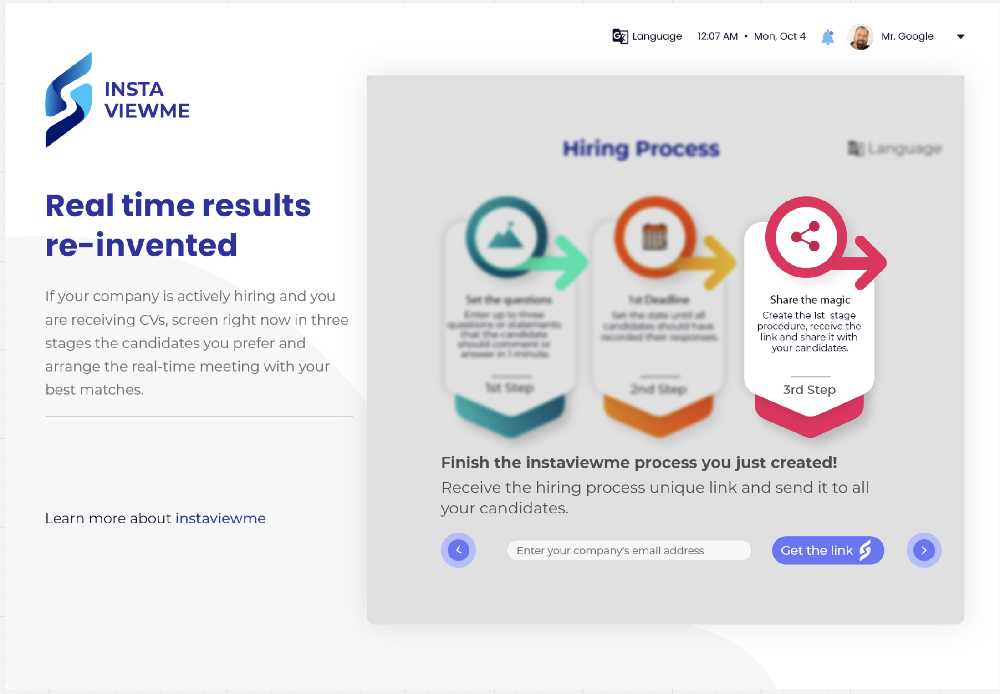 Language 12:07 AM • Mon, Oct 4 Mr. Google
INSTA
VIEWME
Real time results
re-invented
If your company is actively hiring and you
are receiving CVs, screen right now in three
stages the candidates you prefer and
arrange the real-time meeting with your
best matches.
Learn more about instaviewme
Hiring Process
Language
Set the questions
Enter up to three
questions or statements
that the candidate
should comment or
answer in 1 minute.
1st Step
1st Deadline
Set the date until all
candidates should have
recorded their responses.
2nd Step
Share the magic
Create the 1st stage
procedure, receive the
link and share it with
your candidates.
3rd Step
Finish the instaviewme process you just created!
Receive the hiring process unique link and send it to all
your candidates.
Enter your company's email address
Get the link